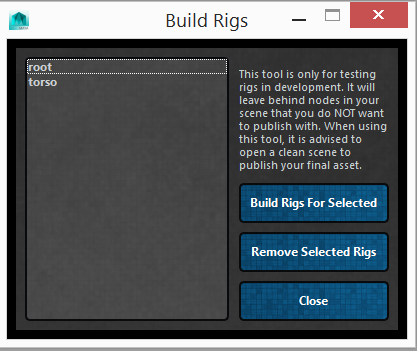 Build Rigs
root
torso
This tool is only for testing
rigs in development. It will
leave behind nodes in your
scene that you do NOT want
to publish with. When using
this tool, it is advised to
open a clean scene to
publish your final asset.
Build Rigs For Selected
Remove Selected Rigs
Close